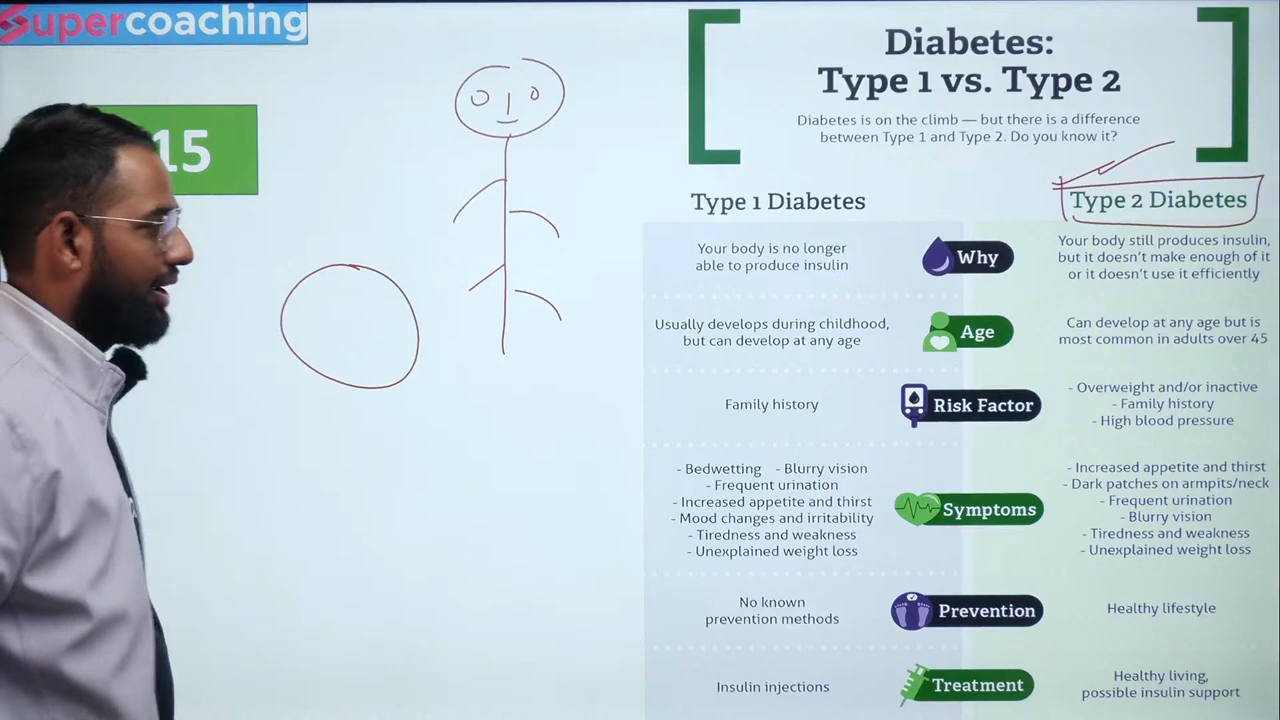 Supercoaching
15
Diabetes:
Type 1 vs. Type 2
Diabetes is on the climb — but there is a difference
between Type 1 and Type 2. Do you know it?
Type 1 Diabetes
Type 2 Diabetes
Your body is no longer
able to produce insulin
Why
Your body still produces insulin,
but it doesn't make enough of it
or it doesn't use it efficiently
Usually develops during childhood,
but can develop at any age
Age
Can develop at any age but is
most common in adults over 45
Family history
Risk Factor
- Overweight and/or inactive
- Family history
- High blood pressure
- Bedwetting - Blurry vision
- Frequent urination
- Increased appetite and thirst
- Mood changes and irritability
- Tiredness and weakness
- Unexplained weight loss
Symptoms
- Increased appetite and thirst
- Dark patches on armpits/neck
- Frequent urination
- Blurry vision
- Tiredness and weakness
- Unexplained weight loss
No known
prevention methods
Prevention
Healthy lifestyle
Insulin injections
Treatment
Healthy living,
possible insulin support